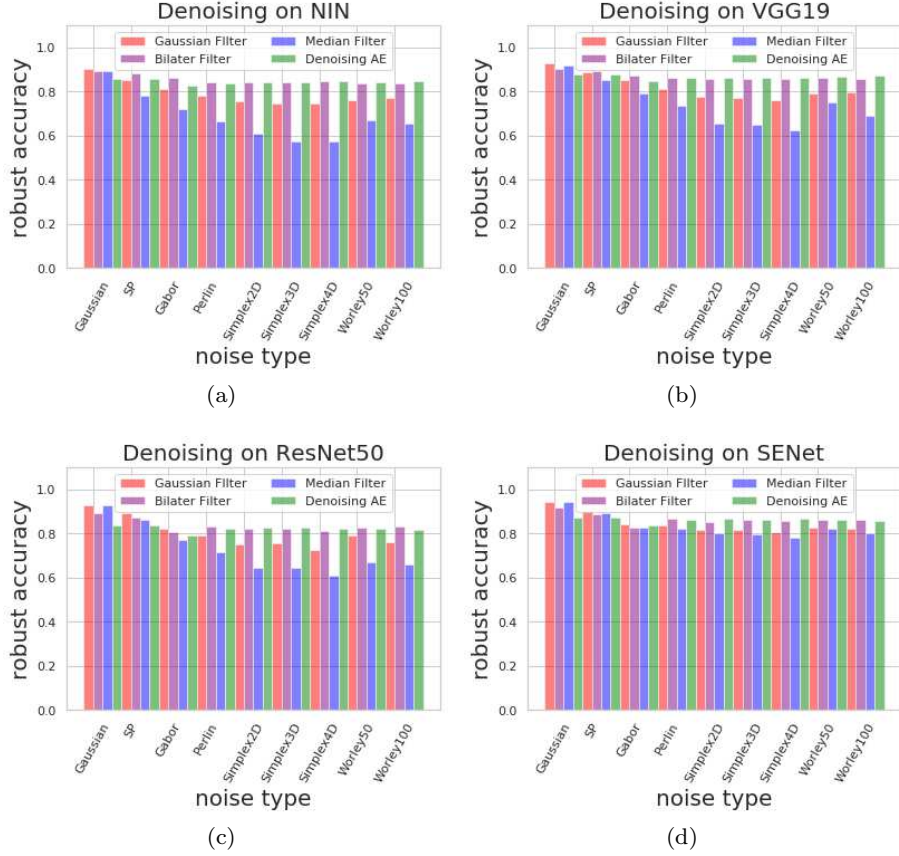 Denoising on NIN
Gaussian FIlter
Median Filter
Bilater Filter
Denoising AE
robust accuracy
1.0
0.8
0.6
0.4
0.2
0.0
Gaussian
SP
Gabor
Perlin
Simplex2D
Simplex3D
Simplex4D
Worley50
Worley100
noise type
(a)
Denoising on VGG19
Gaussian FIlter
Median Filter
Bilater Filter
Denoising AE
robust accuracy
1.0
0.8
0.6
0.4
0.2
0.0
Gaussian
SP
Gabor
Perlin
Simplex2D
Simplex3D
Simplex4D
Worley50
Worley100
noise type
(b)
Denoising on ResNet50
Gaussian FIlter
Median Filter
Bilater Filter
Denoising AE
robust accuracy
1.0
0.8
0.6
0.4
0.2
0.0
Gaussian
SP
Gabor
Perlin
Simplex2D
Simplex3D
Simplex4D
Worley50
Worley100
noise type
(c)
Denoising on SENet
Gaussian FIlter
Median Filter
Bilater Filter
Denoising AE
robust accuracy
1.0
0.8
0.6
0.4
0.2
0.0
Gaussian
SP
Gabor
Perlin
Simplex2D
Simplex3D
Simplex4D
Worley50
Worley100
noise type
(d)